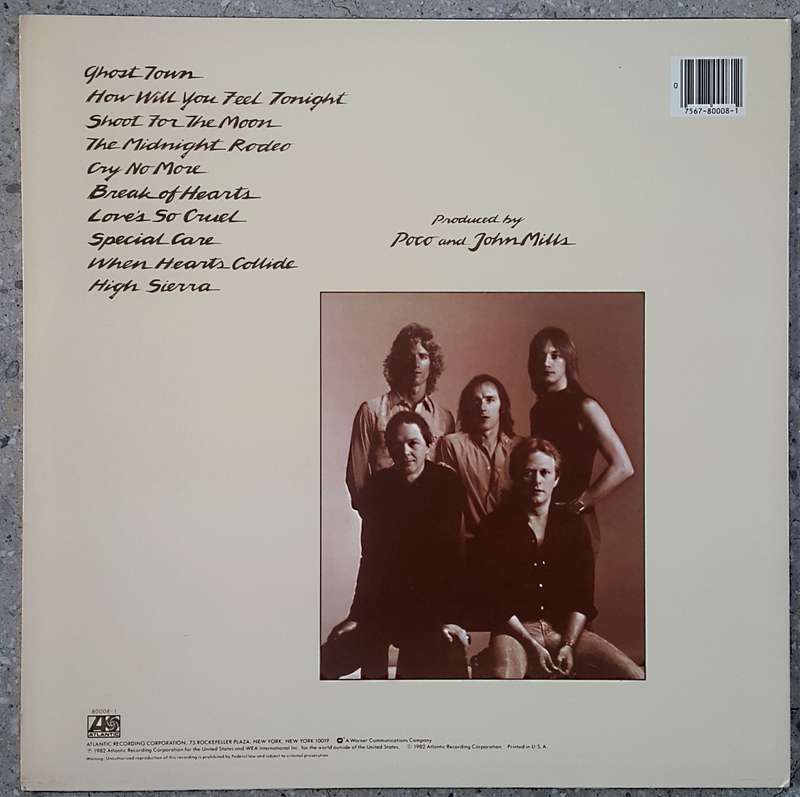 Ghost Town
How Will You Feel Tonight
Shoot For The Moon
The Midnight Rodeo
Cry No More
Break of Hearts
Love's So Cruel
Special Care
When Hearts Collide
High Sierra
Produced by
Poco and John Mills
0
7567-80008-1
80008-1
ATLANTIC
ATLANTIC RECORDING CORPORATION, 75 ROCKEFELLER PLAZA, NEW YORK, NEW YORK 10019 A Warner Communications Company
℗ 1982 Atlantic Recording Corporation for the United States and WEA International Inc. for the world outside of the United States. © 1982 Atlantic Recording Corporation Printed in U.S.A.
Warning: Unauthorized reproduction of this recording is prohibited by Federal law and subject to criminal prosecution.